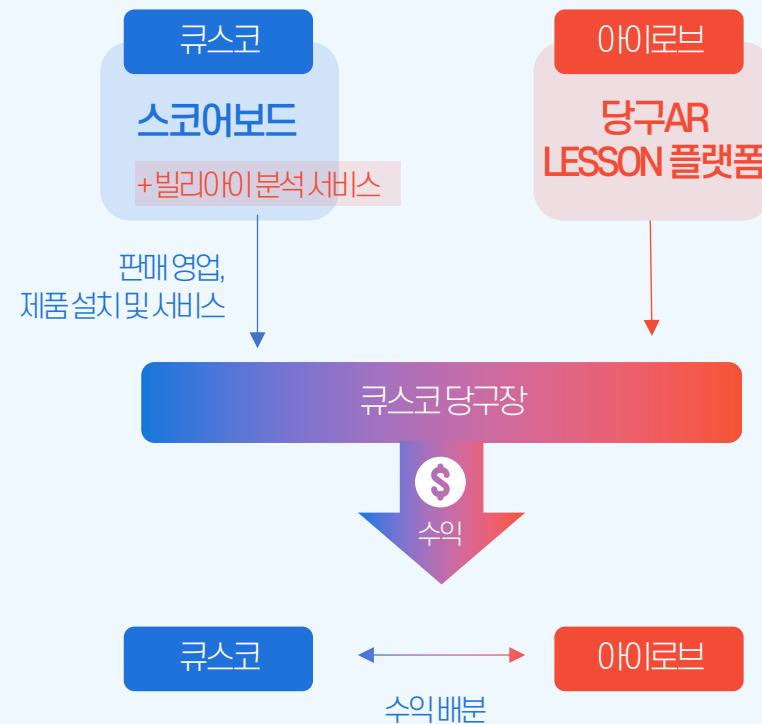 큐스코
스코어보드
+ 빌리아이 분석 서비스
아이로브
당구AR
LESSON 플랫폼
판매 영업,
제품 설치 및 서비스
큐스코 당구장
$
수익
큐스코
아이로브
수익 배분